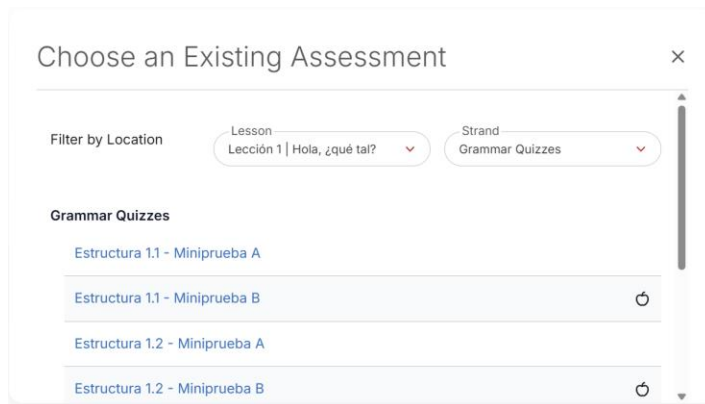 Choose an Existing Assessment
Filter by Location
Lesson
Lección 1 | Hola, ¿qué tal?
Strand
Grammar Quizzes
Grammar Quizzes
Estructura 1.1 - Miniprueba A
Estructura 1.1 - Miniprueba B
Estructura 1.2 - Miniprueba A
Estructura 1.2 - Miniprueba B